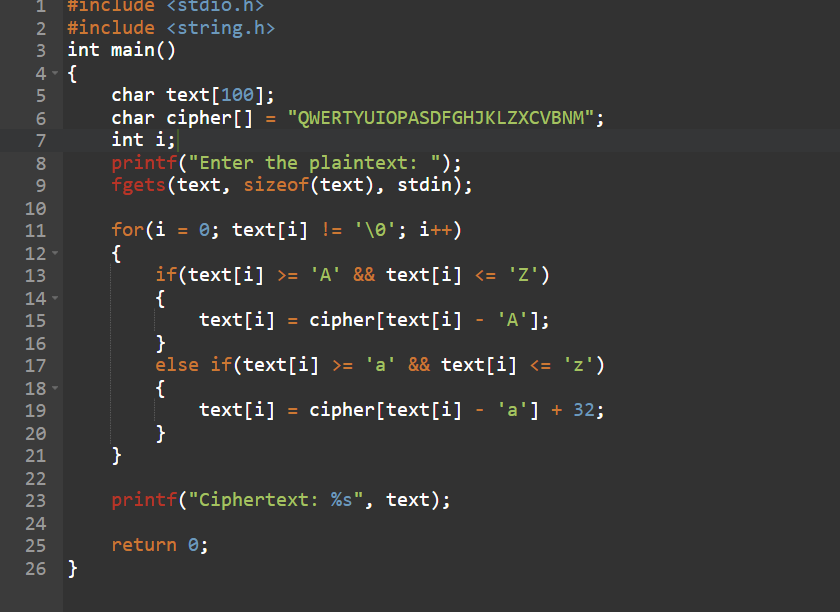 1 #include <stdio.h>
2 #include <string.h>
3 int main()
4 {
5     char text[100];
6     char cipher[] = "QWERTYUIOPASDFGHJKLZXCVBNM";
7     int i;
8     printf("Enter the plaintext: ");
9     fgets(text, sizeof(text), stdin);
10
11     for(i = 0; text[i] != '\0'; i++)
12     {
13         if(text[i] >= 'A' && text[i] <= 'Z')
14         {
15             text[i] = cipher[text[i] - 'A'];
16         }
17         else if(text[i] >= 'a' && text[i] <= 'z')
18         {
19             text[i] = cipher[text[i] - 'a'] + 32;
20         }
21     }
22
23     printf("Ciphertext: %s", text);
24
25     return 0;
26 }